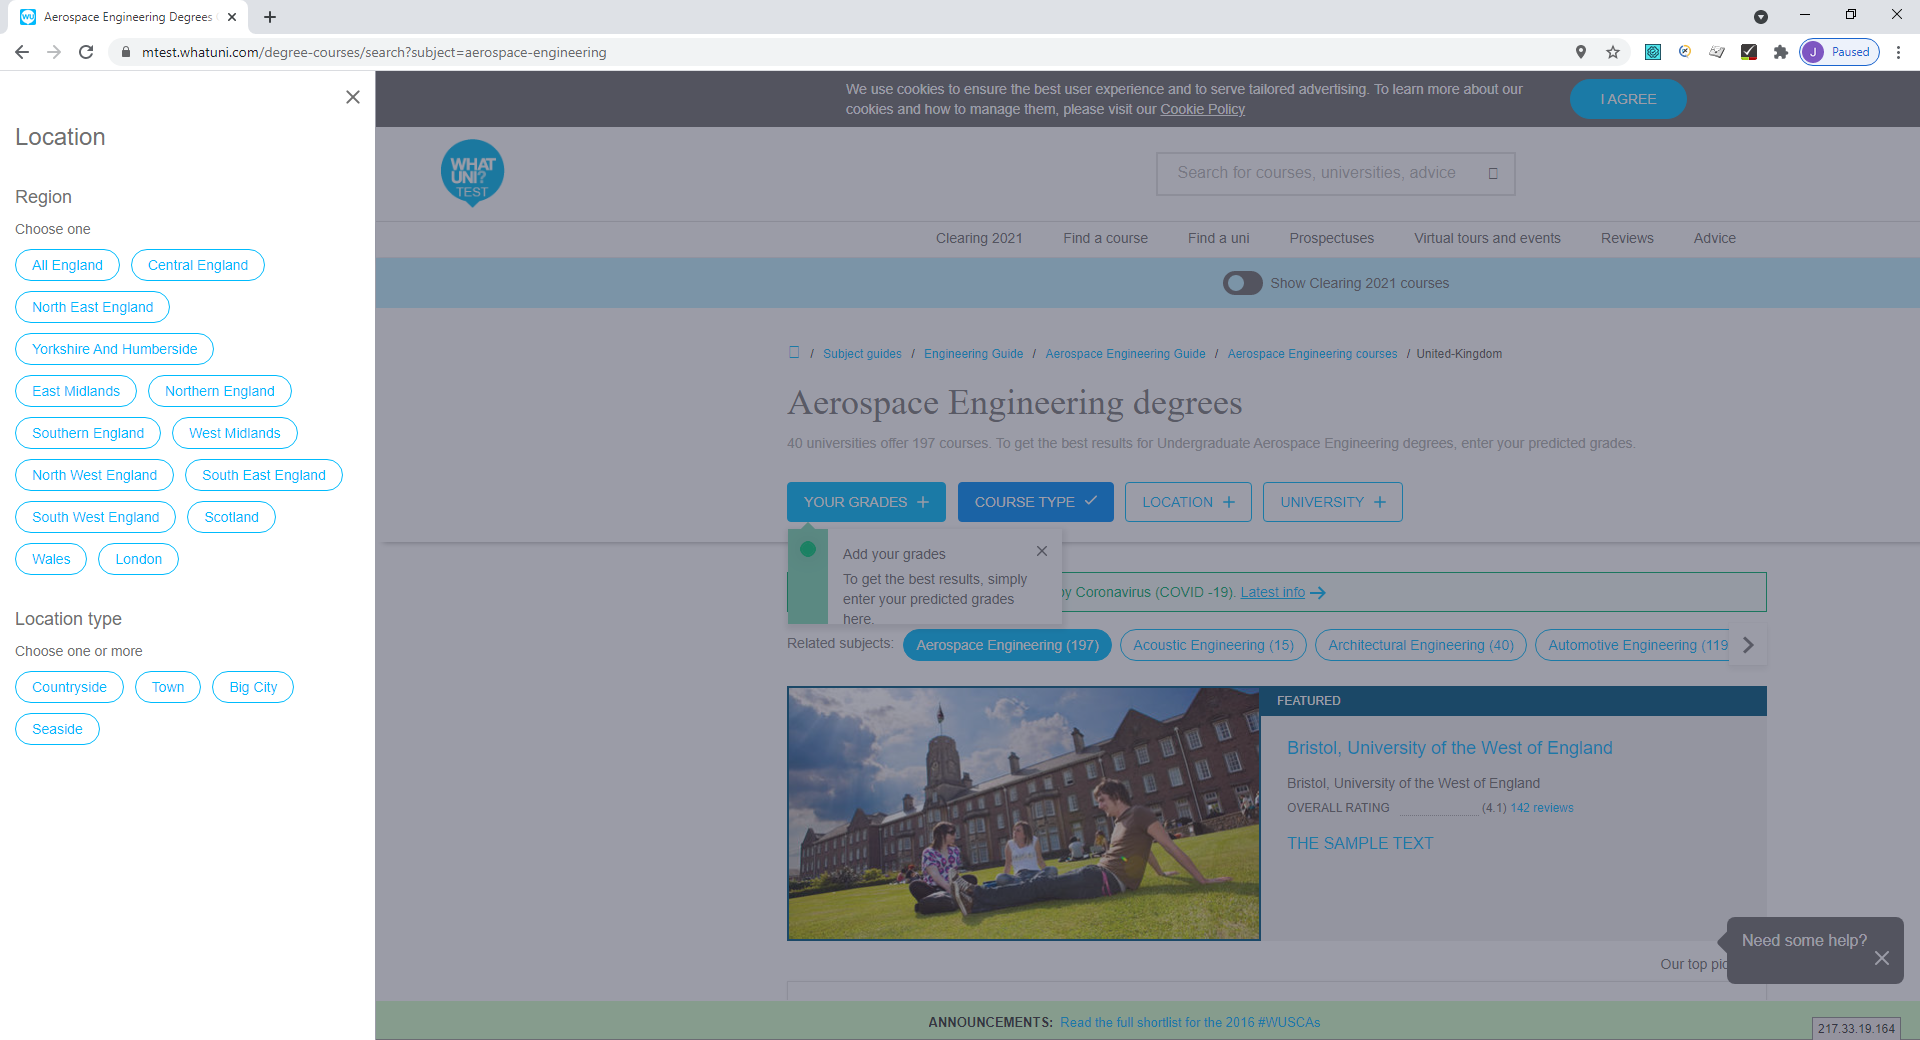 Aerospace Engineering Degrees
mtest.whatuni.com/degree-courses/search?subject=aerospace-engineering
J Paused
Location
Region
Choose one
All England
Central England
North East England
Yorkshire And Humberside
East Midlands
Northern England
Southern England
West Midlands
North West England
South East England
South West England
Scotland
Wales
London
Location type
Choose one or more
Countryside
Town
Big City
Seaside
We use cookies to ensure the best user experience and to serve tailored advertising. To learn more about our
cookies and how to manage them, please visit our Cookie Policy
I AGREE
WHAT
UNI?
TEST
Search for courses, universities, advice
Clearing 2021
Find a course
Find a uni
Prospectuses
Virtual tours and events
Reviews
Advice
Show Clearing 2021 courses
/ Subject guides / Engineering Guide / Aerospace Engineering Guide / Aerospace Engineering courses / United-Kingdom
Aerospace Engineering degrees
40 universities offer 197 courses. To get the best results for Undergraduate Aerospace Engineering degrees, enter your predicted grades.
YOUR GRADES
COURSE TYPE
LOCATION
UNIVERSITY
Add your grades
To get the best results, simply
enter your predicted grades
here.
by Coronavirus (COVID -19). Latest info
Related subjects:
Aerospace Engineering (197)
Acoustic Engineering (15)
Architectural Engineering (40)
Automotive Engineering (119
FEATURED
Bristol, University of the West of England
Bristol, University of the West of England
OVERALL RATING (4.1) 142 reviews
THE SAMPLE TEXT
Need some help?
Our top pic
ANNOUNCEMENTS: Read the full shortlist for the 2016 #WUSCAs
217.33.19.164